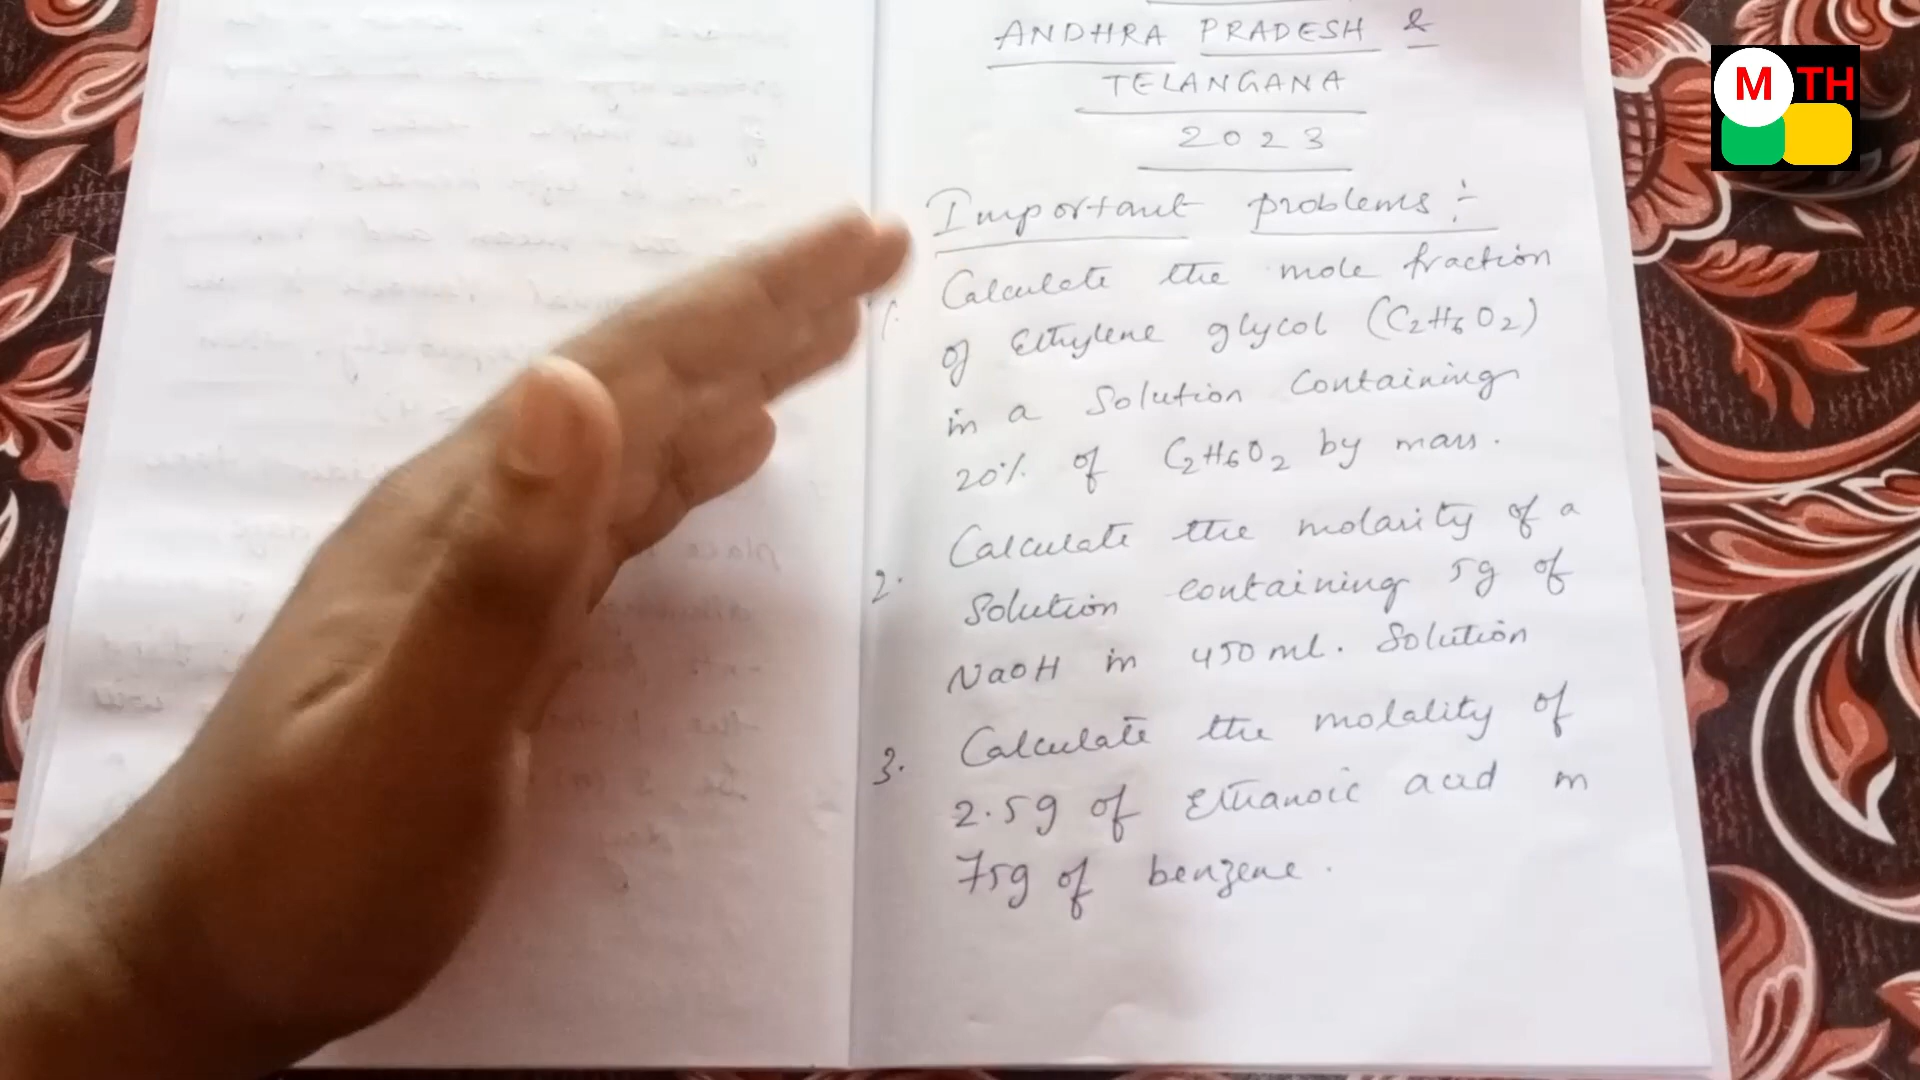 ANDHRA PRADESH &
TELANGANA
2023
Important problems :-
1. Calculate the mole fraction
of Ethylene glycol (C2H6O2)
in a solution containing
20% of C2H6O2 by mass.
2. Calculate the molarity of a
solution containing 5g of
NaOH in 450 ml. solution
3. Calculate the molality of
2.5g of Ethanoic acid in
75g of benzene.
M TH